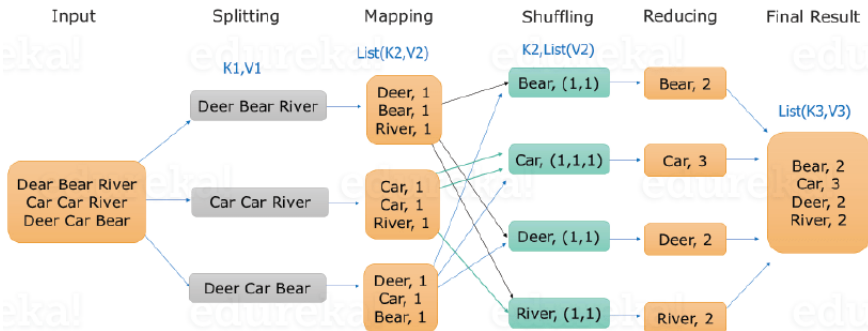 Input
Splitting
Mapping
Shuffling
Reducing
Final Result
K1,V1
List(K2,V2)
K2,List(V2)
List(K3,V3)
Dear Bear River
Car Car River
Deer Car Bear
Deer Bear River
Car Car River
Deer Car Bear
Deer, 1
Bear, 1
River, 1
Car, 1
Car, 1
River, 1
Deer, 1
Car, 1
Bear, 1
Bear, (1,1)
Car, (1,1,1)
Deer, (1,1)
River, (1,1)
Bear, 2
Car, 3
Deer, 2
River, 2
Bear, 2
Car, 3
Deer, 2
River, 2
edureka!